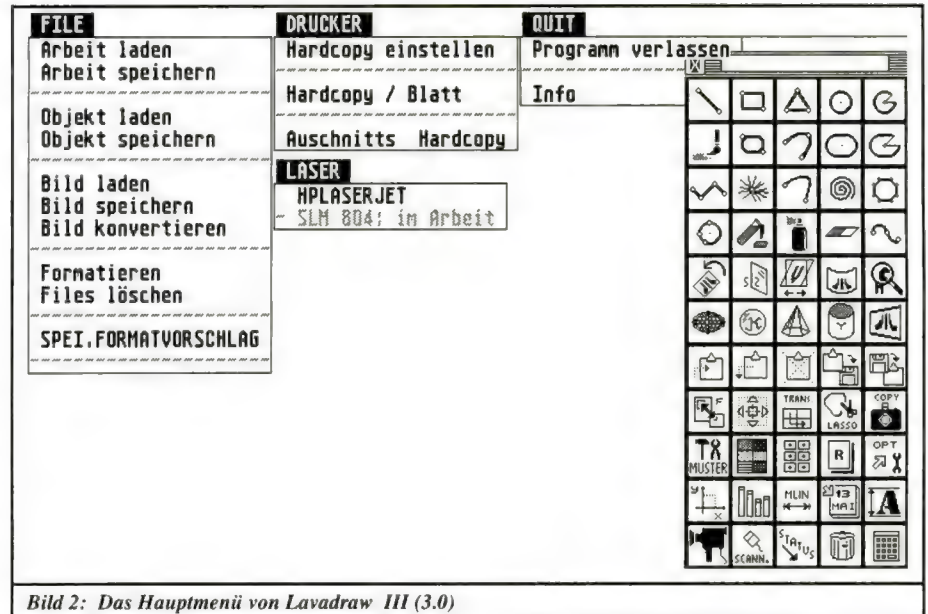 FILE
Arbeit laden
Arbeit speichern
Objekt laden
Objekt speichern
Bild laden
Bild speichern
Bild konvertieren
Formatieren
Files löschen
SPEI.FORMATVORSCHLAG
DRUCKER
Hardcopy einstellen
Hardcopy / Blatt
Auschnitts Hardcopy
LASER
HPLASERJET
~ SLM 804; im Arbeit
QUIT
Programm verlassen
Info
F
TRANS
LASSO
COPY
MUSTER
R
OPT
y
x
MLIN
13
MAI
A
SCANN.
STATUS
Bild 2: Das Hauptmenü von Lavadraw III (3.0)